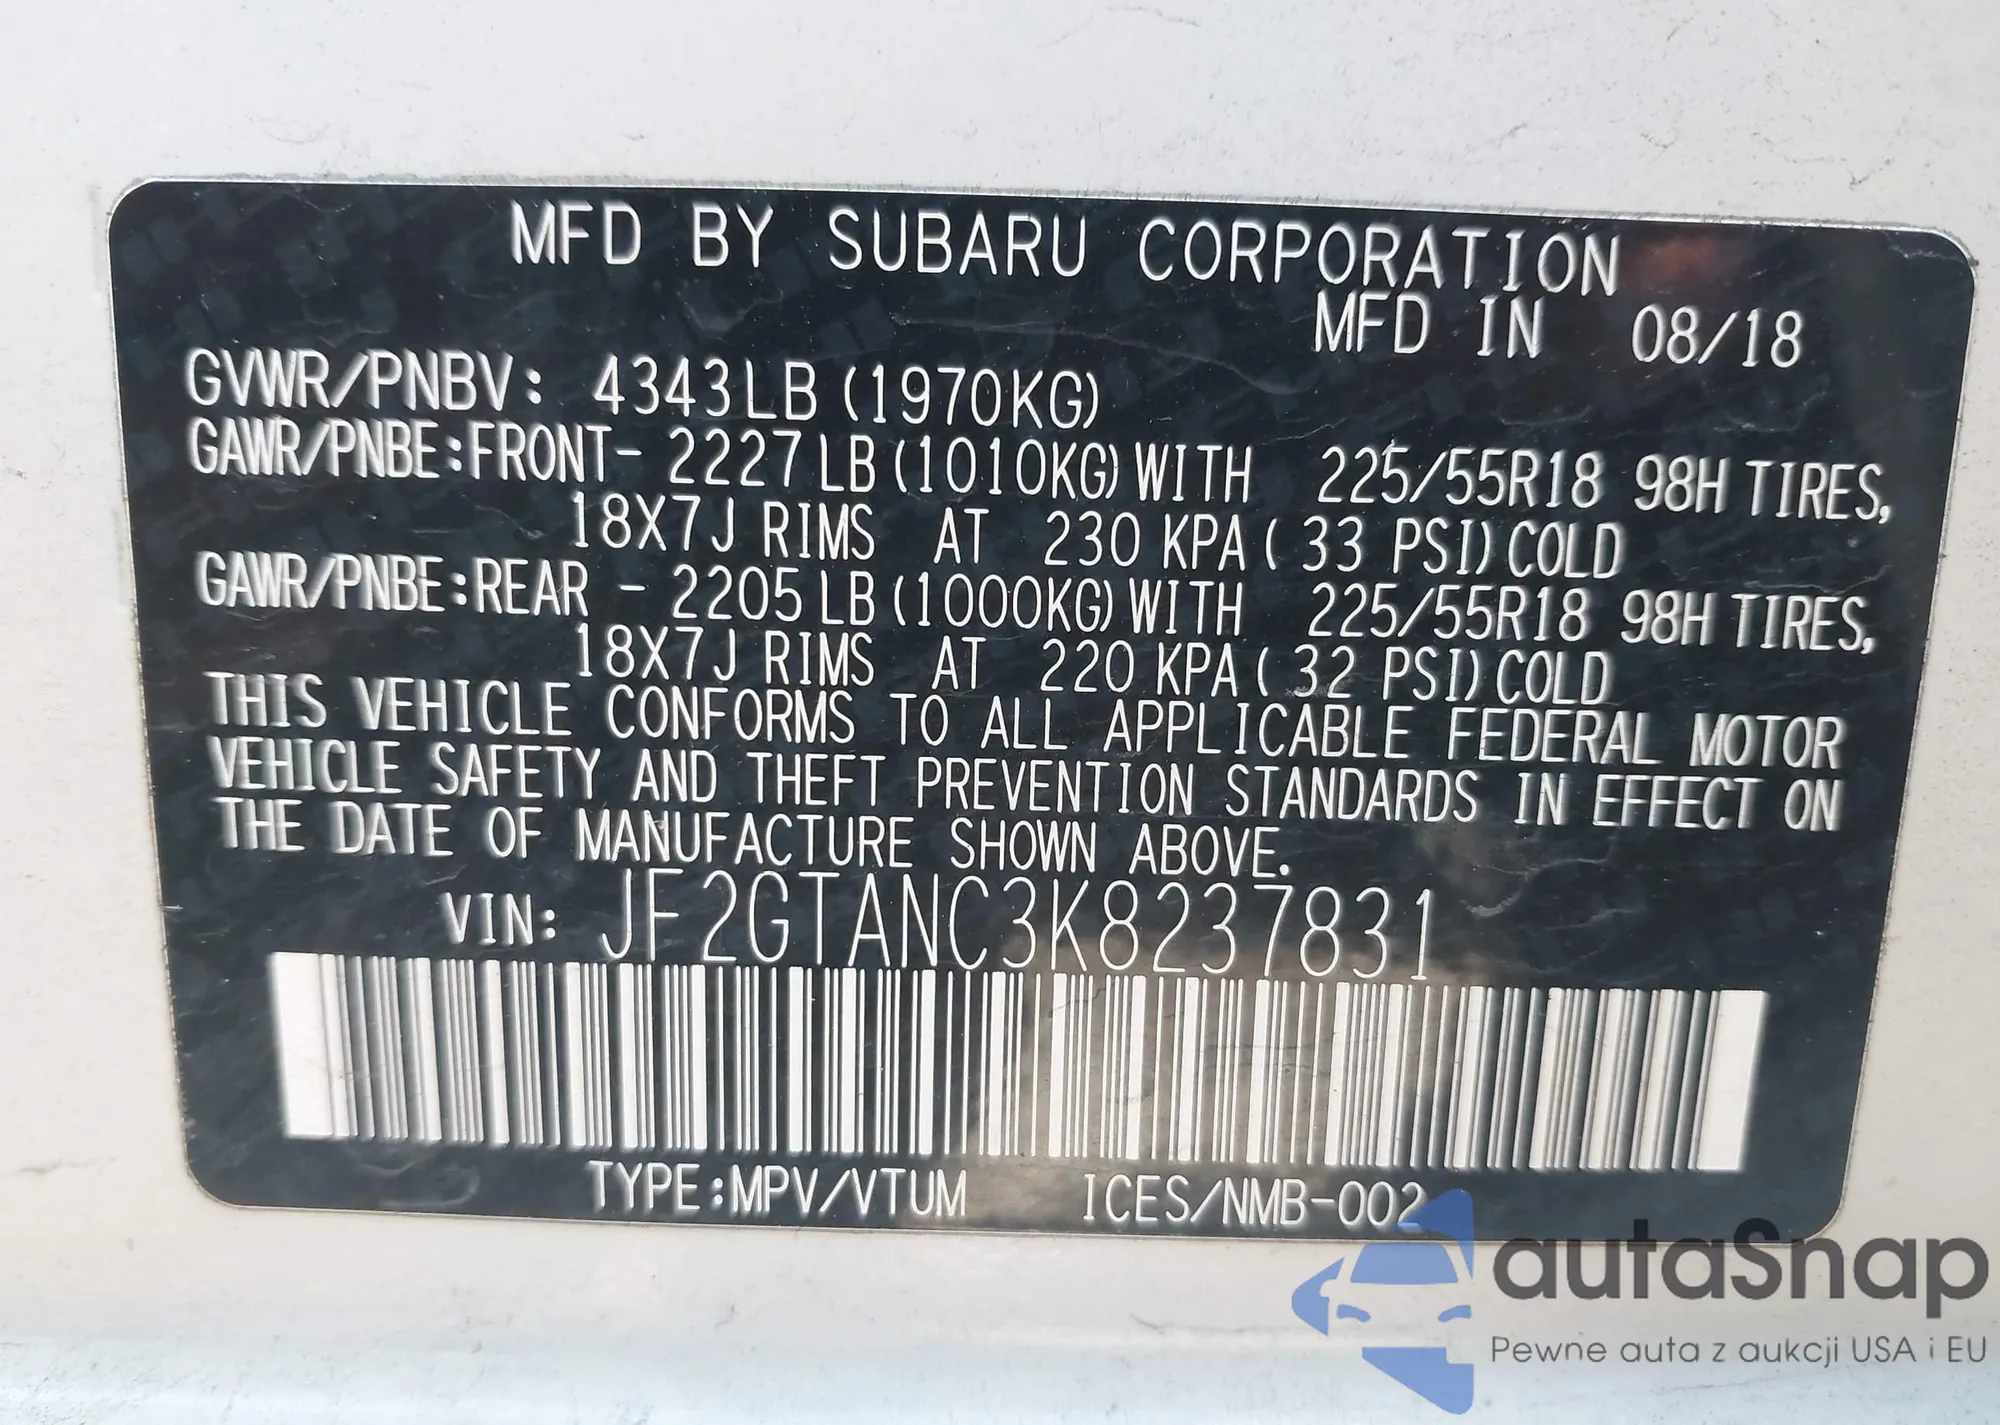 MFD BY SUBARU CORPORATION
MFD IN 08/18
GVWR/PNBV: 4343LB (1970KG)
GAWR/PNBE:FRONT- 2227LB (1010KG) WITH 225/55R18 98H TIRES,
18X7J RIMS AT 230 KPA ( 33 PSI) COLD
GAWR/PNBE:REAR - 2205LB (1000KG) WITH 225/55R18 98H TIRES,
18X7J RIMS AT 220 KPA ( 32 PSI) COLD
THIS VEHICLE CONFORMS TO ALL APPLICABLE FEDERAL MOTOR
VEHICLE SAFETY AND THEFT PREVENTION STANDARDS IN EFFECT ON
THE DATE OF MANUFACTURE SHOWN ABOVE.
VIN: JF2GTANC3K8237831
TYPE:MPV/VTUM ICES/NMB-002
autaSnap
Pewne auta z aukcji USA i EU